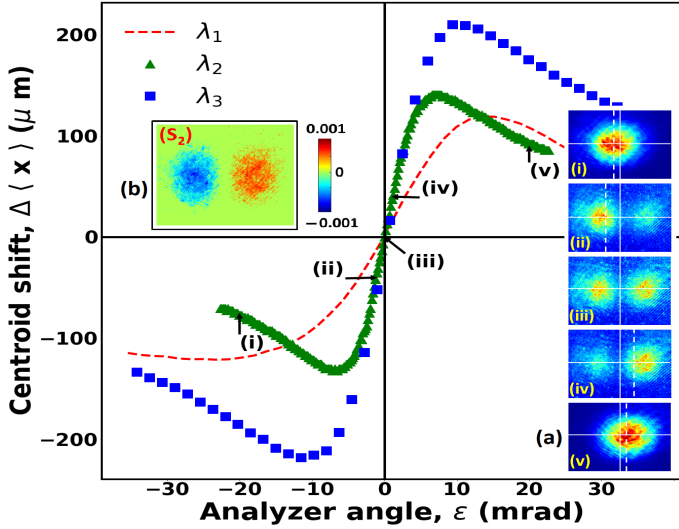 Centroid shift, Δ⟨x⟩ (μ m)
200
100
0
−100
−200
λ₁
λ₂
λ₃
(S₂)
0.001
0
−0.001
(b)
(iv)
(v)
(ii)
(iii)
(i)
(i)
(ii)
(iii)
(iv)
(a)
(v)
−30 −20 −10 0 10 20 30
Analyzer angle, ε (mrad)